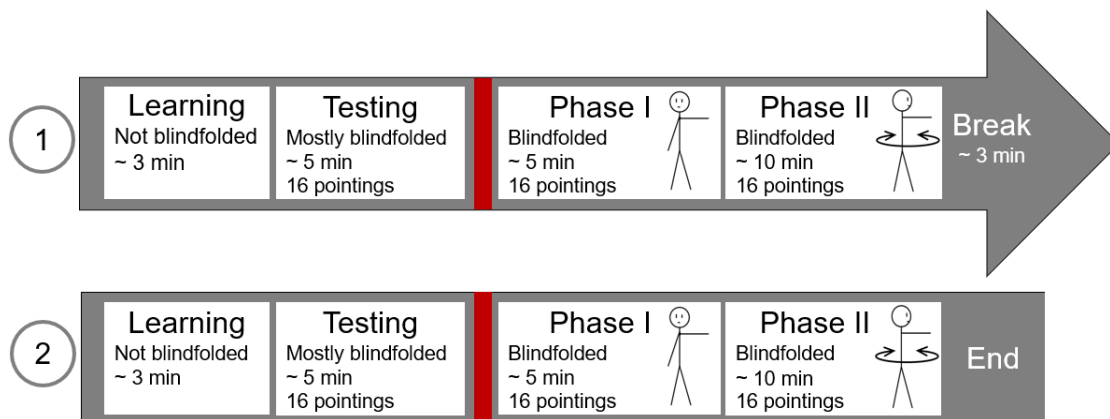 1
Learning
Not blindfolded
~ 3 min
Testing
Mostly blindfolded
~ 5 min
16 pointings
Phase I
Blindfolded
~ 5 min
16 pointings
Phase II
Blindfolded
~ 10 min
16 pointings
Break
~ 3 min
2
Learning
Not blindfolded
~ 3 min
Testing
Mostly blindfolded
~ 5 min
16 pointings
Phase I
Blindfolded
~ 5 min
16 pointings
Phase II
Blindfolded
~ 10 min
16 pointings
End